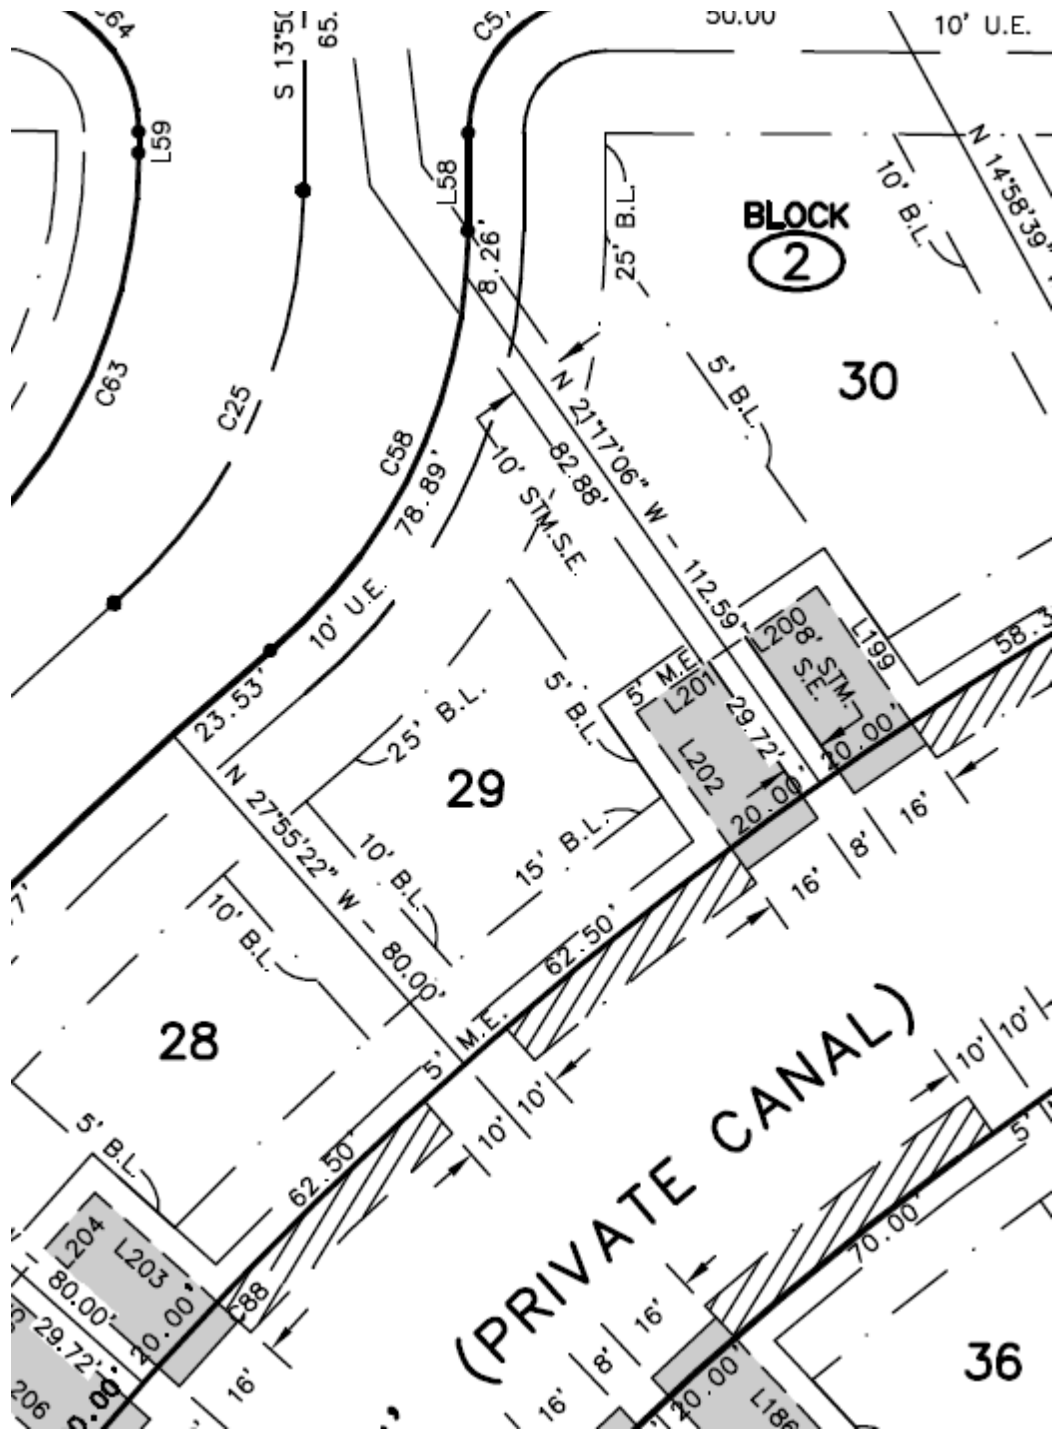 C64
S 13°50
65.
C57
50.00
10' U.E.
L59
L58
8.26'
25' B.L.
BLOCK
2
10' B.L.
N 14°58'39"
C63
C25
C58
78.89'
5' B.L.
30
N 21°17'06" W - 112.59'
82.88'
10' STM.S.E.
10' U.E.
L200
L199
8' STM.
S.E.
58.3
23.53'
5' M.E.
L201
29.72'
L202
20.00'
20.00'
25' B.L.
5' B.L.
29
N 27°55'22" W - 80.00'
10' B.L.
15' B.L.
16'
8'
16'
7'
10' B.L.
62.50'
28
5' M.E.
10'
10'
5' B.L.
62.50'
(PRIVATE CANAL)
10'
10'
5'
L204
L203
80.00'
20.00'
C88
29.72'
206
0.00'
16'
16'
8'
16'
70.00'
20.00'
L186
36